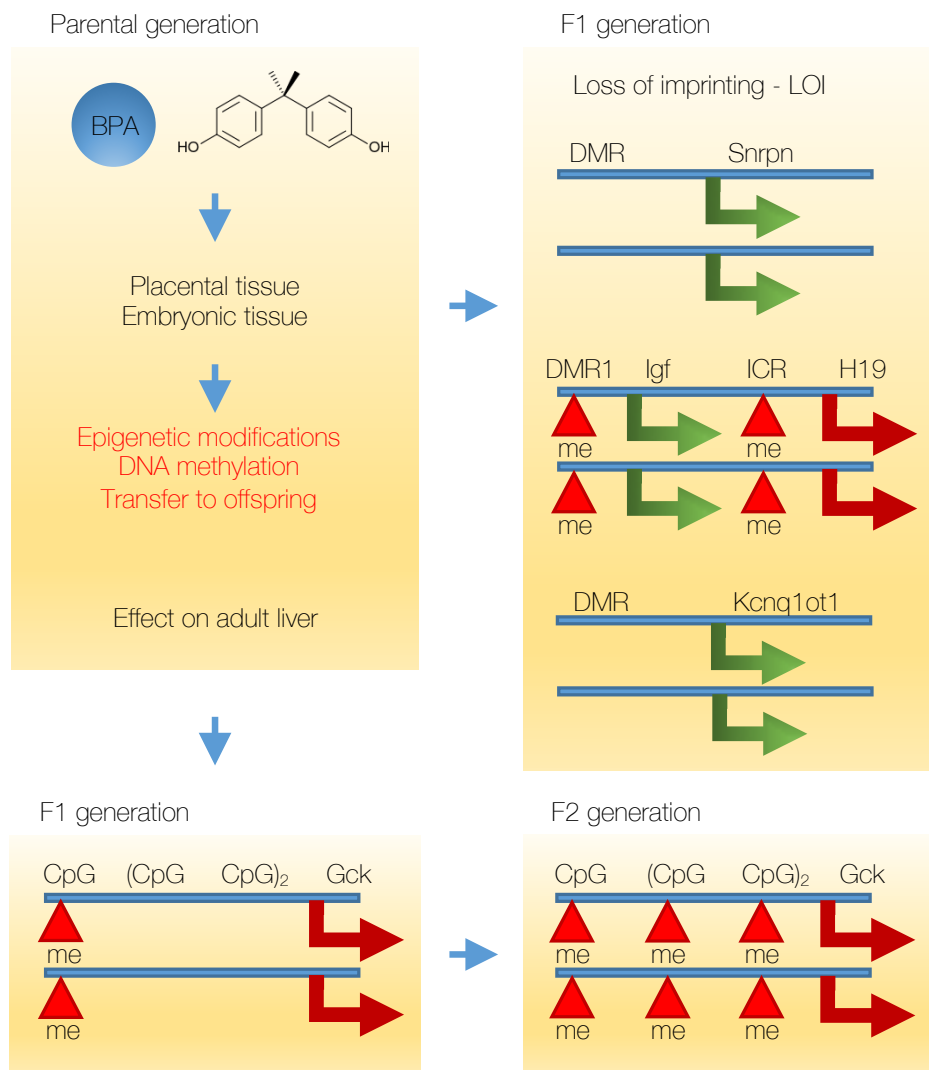 Parental generation
BPA
HO
OH
Placental tissue
Embryonic tissue
Epigenetic modifications
DNA methylation
Transfer to offspring
Effect on adult liver
F1 generation
Loss of imprinting - LOI
DMR Snrpn
DMR1 Igf ICR H19
me me
me me
DMR Kcnq1ot1
F1 generation
CpG (CpG CpG)₂ Gck
me
me
F2 generation
CpG (CpG CpG)₂ Gck
me me me
me me me